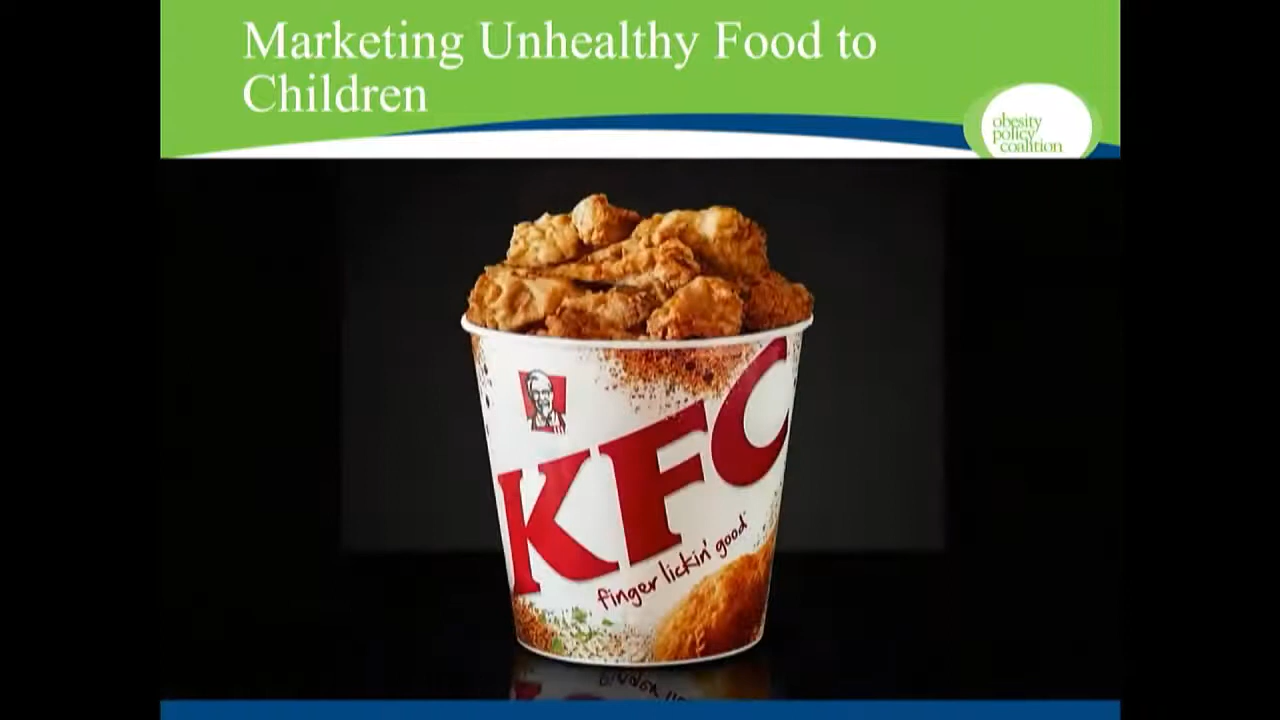 Marketing Unhealthy Food to
Children
obesity
policy
coalition
KFC
finger lickin' good